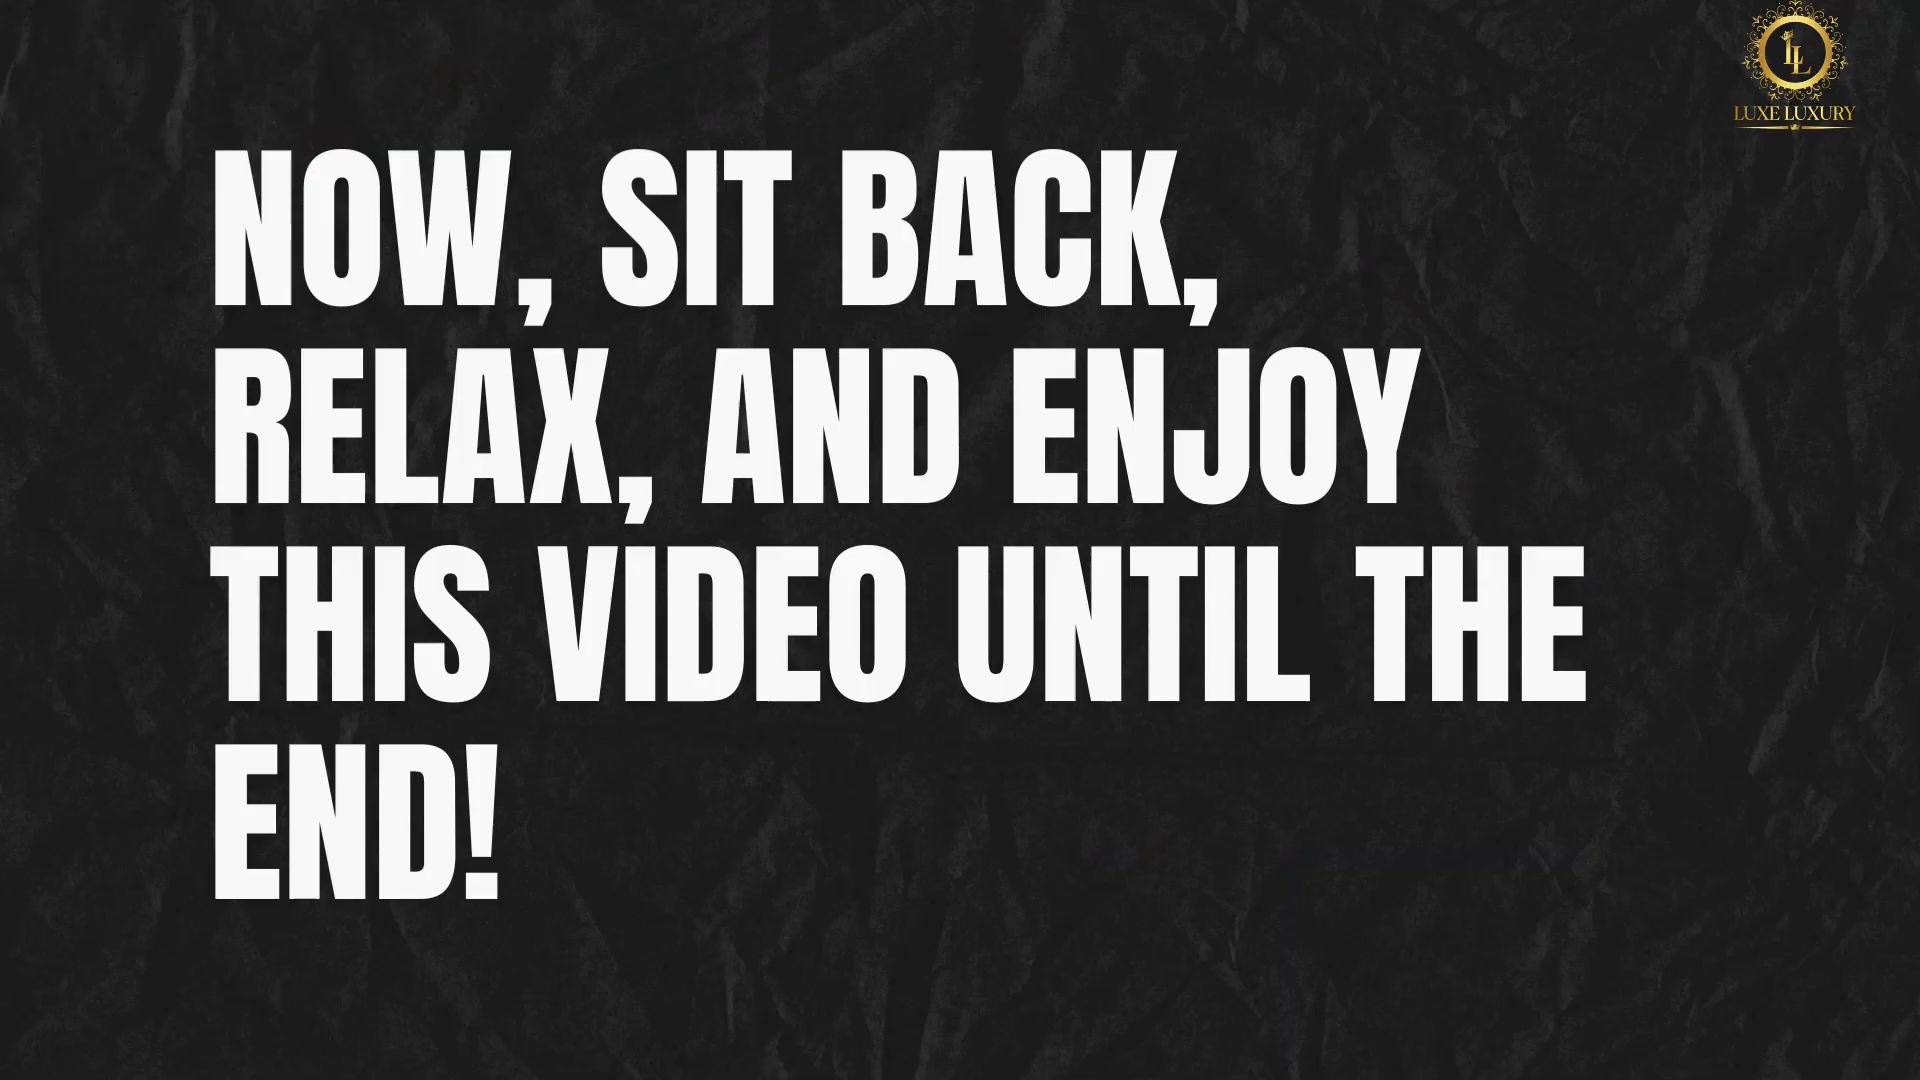 LL
LUXE LUXURY
NOW, SIT BACK,
RELAX, AND ENJOY
THIS VIDEO UNTIL THE
END!